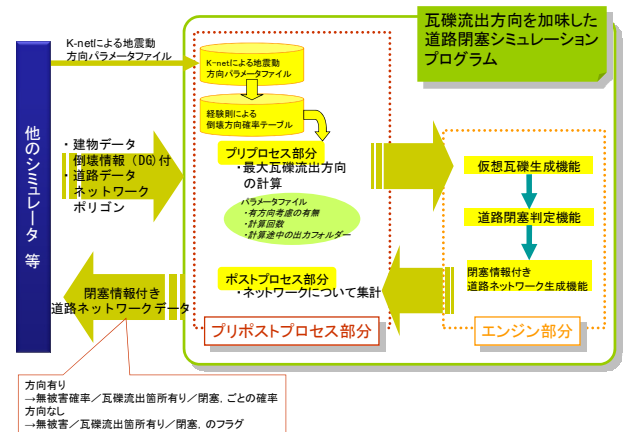 瓦礫流出方向を加味した
道路閉塞シミュレーション
プログラム
K-netによる地震動
方向パラメータファイル
K-netによる地震動
方向パラメータファイル
経験則による
倒壊方向確率テーブル
他のシミュレータ 等
・建物データ
倒壊情報(DG)付
・道路データ
ネットワーク
ポリゴン
プリプロセス部分
・最大瓦礫流出方向
の計算
パラメータファイル
・有方向考慮の有無
・計算回数
・計算途中の出力フォルダー
ポストプロセス部分
・ネットワークについて集計
プリポストプロセス部分
仮想瓦礫生成機能
道路閉塞判定機能
閉塞情報付き
道路ネットワーク生成機能
エンジン部分
閉塞情報付き
道路ネットワークデータ
方向有り
→無被害確率/瓦礫流出箇所有り/閉塞，ごとの確率
方向なし
→無被害/瓦礫流出箇所有り/閉塞，のフラグ